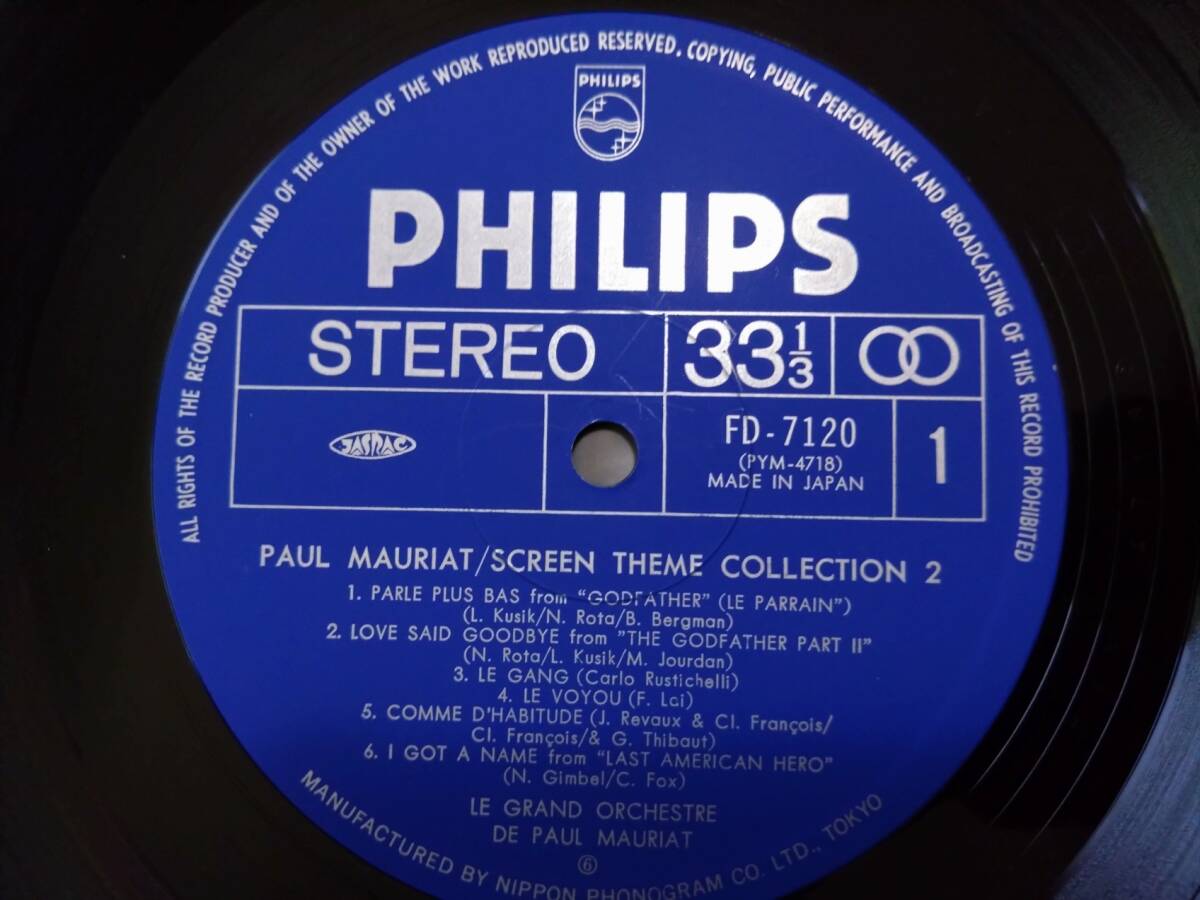 ALL RIGHTS OF THE RECORD PRODUCER AND OF THE OWNER OF THE WORK REPRODUCED RESERVED. COPYING, PUBLIC PERFORMANCE AND BROADCASTING OF THIS RECORD PROHIBITED
PHILIPS
PHILIPS
STEREO
33 1/3
JASRAC
FD-7120
(PYM-4718)
MADE IN JAPAN
1
PAUL MAURIAT/SCREEN THEME COLLECTION 2
1. PARLE PLUS BAS from "GODFATHER" (LE PARRAIN")
(L. Kusik/N. Rota/B. Bergman)
2. LOVE SAID GOODBYE from "THE GODFATHER PART II"
(N. Rota/L. Kusik/M. Jourdan)
3. LE GANG (Carlo Rustichelli)
4. LE VOYOU (F. Lai)
5. COMME D'HABITUDE (J. Revaux & Cl. François/
Cl. François/& G. Thibaut)
6. I GOT A NAME from "LAST AMERICAN HERO"
(N. Gimbel/C. Fox)
LE GRAND ORCHESTRE
DE PAUL MAURIAT
⑥
MANUFACTURED BY NIPPON PHONOGRAM CO. LTD., TOKYO